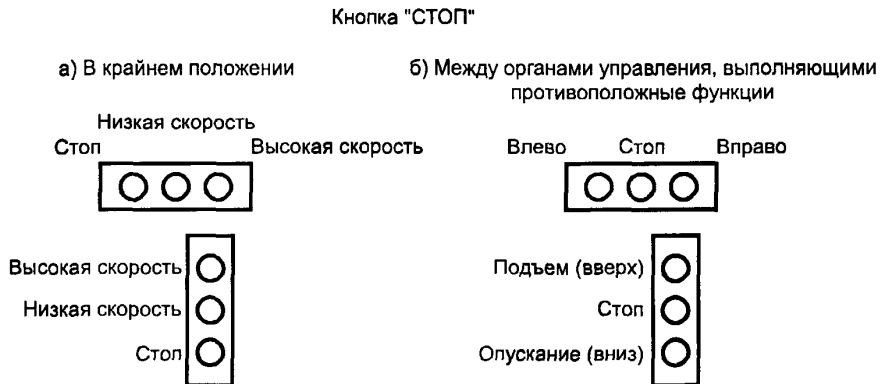 Кнопка "СТОП"
а) В крайнем положении
б) Между органами управления, выполняющими
противоположные функции
Низкая скорость
Стоп
Высокая скорость
Влево
Стоп
Вправо
Высокая скорость
Низкая скорость
Стоп
Подъем (вверх)
Стоп
Опускание (вниз)